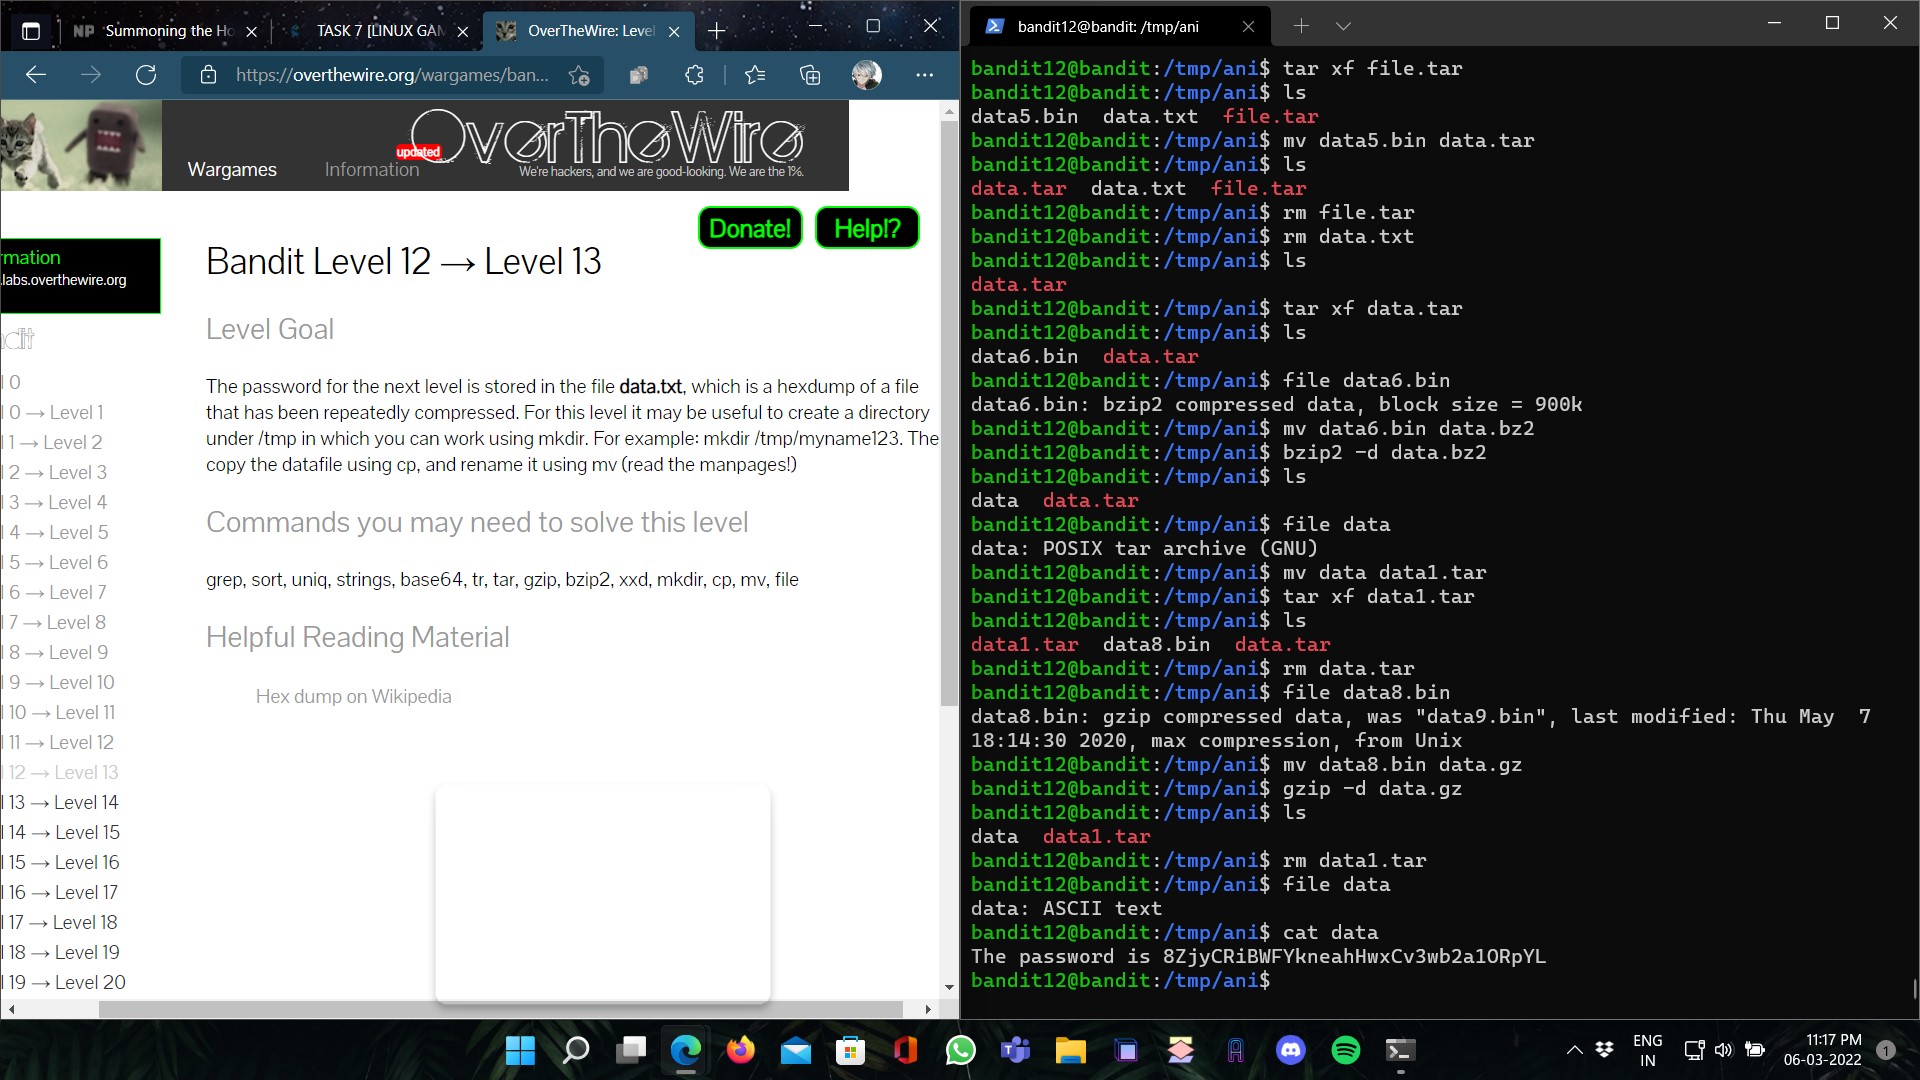 NP Summoning the Ho
TASK 7 [LINUX GAM
OverTheWire: Level
https://overthewire.org/wargames/ban...
OverTheWire
updated
Wargames
Information
We're hackers, and we are good-looking. We are the 1%.
Donate!
Help!?
rmation
.labs.overthewire.org
l 0
l 0 → Level 1
l 1 → Level 2
l 2 → Level 3
l 3 → Level 4
l 4 → Level 5
l 5 → Level 6
l 6 → Level 7
l 7 → Level 8
l 8 → Level 9
l 9 → Level 10
l 10 → Level 11
l 11 → Level 12
l 12 → Level 13
l 13 → Level 14
l 14 → Level 15
l 15 → Level 16
l 16 → Level 17
l 17 → Level 18
l 18 → Level 19
l 19 → Level 20
Bandit Level 12 → Level 13
Level Goal
The password for the next level is stored in the file data.txt, which is a hexdump of a file
that has been repeatedly compressed. For this level it may be useful to create a directory
under /tmp in which you can work using mkdir. For example: mkdir /tmp/myname123. The
copy the datafile using cp, and rename it using mv (read the manpages!)
Commands you may need to solve this level
grep, sort, uniq, strings, base64, tr, tar, gzip, bzip2, xxd, mkdir, cp, mv, file
Helpful Reading Material
Hex dump on Wikipedia
bandit12@bandit: /tmp/ani
bandit12@bandit:/tmp/ani$ tar xf file.tar
bandit12@bandit:/tmp/ani$ ls
data5.bin  data.txt  file.tar
bandit12@bandit:/tmp/ani$ mv data5.bin data.tar
bandit12@bandit:/tmp/ani$ ls
data.tar  data.txt  file.tar
bandit12@bandit:/tmp/ani$ rm file.tar
bandit12@bandit:/tmp/ani$ rm data.txt
bandit12@bandit:/tmp/ani$ ls
data.tar
bandit12@bandit:/tmp/ani$ tar xf data.tar
bandit12@bandit:/tmp/ani$ ls
data6.bin  data.tar
bandit12@bandit:/tmp/ani$ file data6.bin
data6.bin: bzip2 compressed data, block size = 900k
bandit12@bandit:/tmp/ani$ mv data6.bin data.bz2
bandit12@bandit:/tmp/ani$ bzip2 -d data.bz2
bandit12@bandit:/tmp/ani$ ls
data  data.tar
bandit12@bandit:/tmp/ani$ file data
data: POSIX tar archive (GNU)
bandit12@bandit:/tmp/ani$ mv data data1.tar
bandit12@bandit:/tmp/ani$ tar xf data1.tar
bandit12@bandit:/tmp/ani$ ls
data1.tar  data8.bin  data.tar
bandit12@bandit:/tmp/ani$ rm data.tar
bandit12@bandit:/tmp/ani$ file data8.bin
data8.bin: gzip compressed data, was "data9.bin", last modified: Thu May  7
18:14:30 2020, max compression, from Unix
bandit12@bandit:/tmp/ani$ mv data8.bin data.gz
bandit12@bandit:/tmp/ani$ gzip -d data.gz
bandit12@bandit:/tmp/ani$ ls
data  data1.tar
bandit12@bandit:/tmp/ani$ rm data1.tar
bandit12@bandit:/tmp/ani$ file data
data: ASCII text
bandit12@bandit:/tmp/ani$ cat data
The password is 8ZjyCRiBWFYkneahHwxCv3wb2a1ORpYL
bandit12@bandit:/tmp/ani$
ENG
IN
11:17 PM
06-03-2022
1